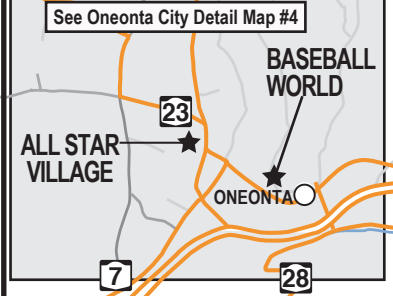 See Oneonta City Detail Map #4
BASEBALL
WORLD
23
ALL STAR
VILLAGE
ONEONTA
7
28